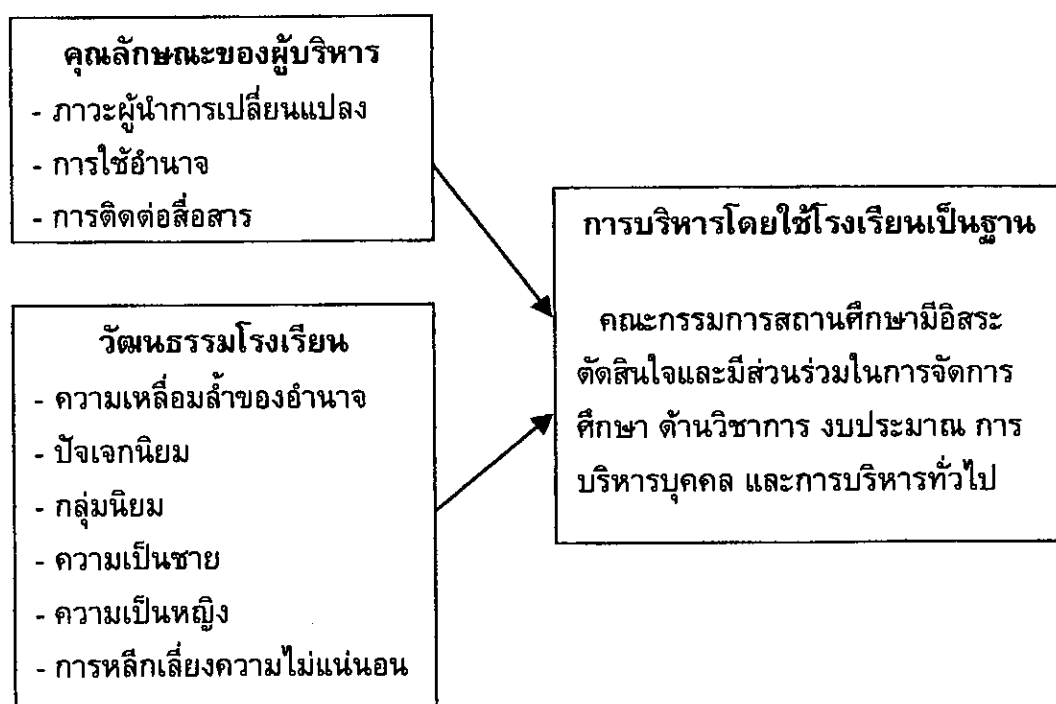 คุณลักษณะของผู้บริหาร
- ภาวะผู้นำการเปลี่ยนแปลง
- การใช้อำนาจ
- การติดต่อสื่อสาร
วัฒนธรรมโรงเรียน
- ความเหลื่อมล้ำของอำนาจ
- ปัจเจกนิยม
- กลุ่มนิยม
- ความเป็นชาย
- ความเป็นหญิง
- การหลีกเลี่ยงความไม่แน่นอน
การบริหารโดยใช้โรงเรียนเป็นฐาน
คณะกรรมการสถานศึกษามีอิสระ
ตัดสินใจและมีส่วนร่วมในการจัดการ
ศึกษา ด้านวิชาการ งบประมาณ การ
บริหารบุคคล และการบริหารทั่วไป